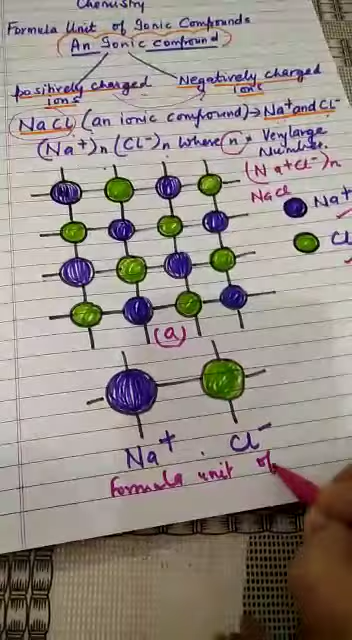 Chemistry
Formula Unit of Ionic Compounds
An Ionic compound
positively charged ions
Negatively charged ions
NaCl (an ionic compound)→ Na+ and Cl-
(Na+)n (Cl-)n where n = Very large Number.
(Na+Cl-)n
NaCl
Na+
(a)
Na+ . Cl-
Formula unit of